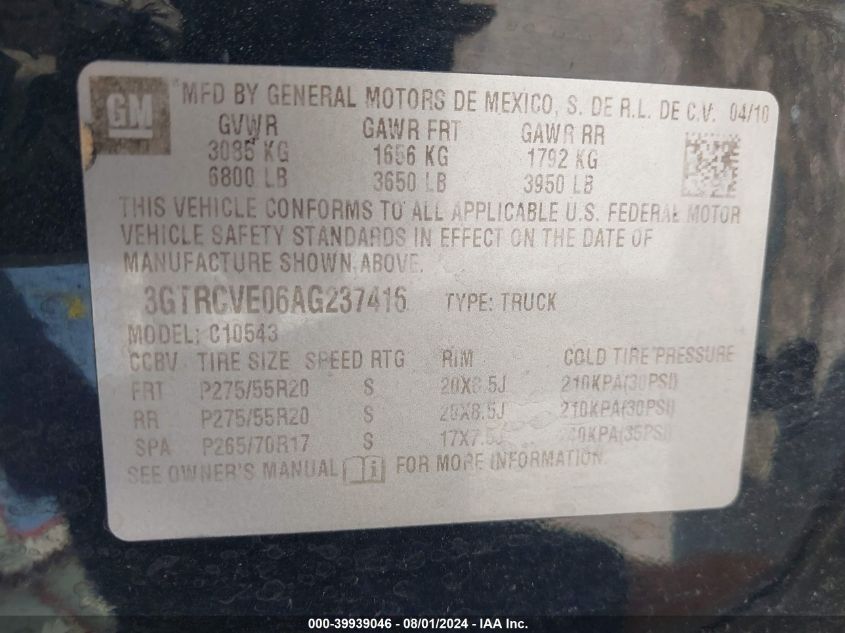 GM
MFD BY GENERAL MOTORS DE MEXICO, S. DE R.L. DE C.V. 04/10
GVWR GAWR FRT GAWR RR
3085 KG 1656 KG 1792 KG
6800 LB 3650 LB 3950 LB
THIS VEHICLE CONFORMS TO ALL APPLICABLE U.S. FEDERAL MOTOR
VEHICLE SAFETY STANDARDS IN EFFECT ON THE DATE OF
MANUFACTURE SHOWN ABOVE.
3GTRCVE06AG237415 TYPE: TRUCK
MODEL: C10543
CCBV TIRE SIZE SPEED RTG RIM COLD TIRE PRESSURE
FRT P275/55R20 S 20X8.5J 210KPA(30PSI)
RR P275/55R20 S 20X8.5J 210KPA(30PSI)
SPA P265/70R17 S 17X7.5J 240KPA(35PSI)
SEE OWNER'S MANUAL FOR MORE INFORMATION.
000-39939046 - 08/01/2024 - IAA Inc.